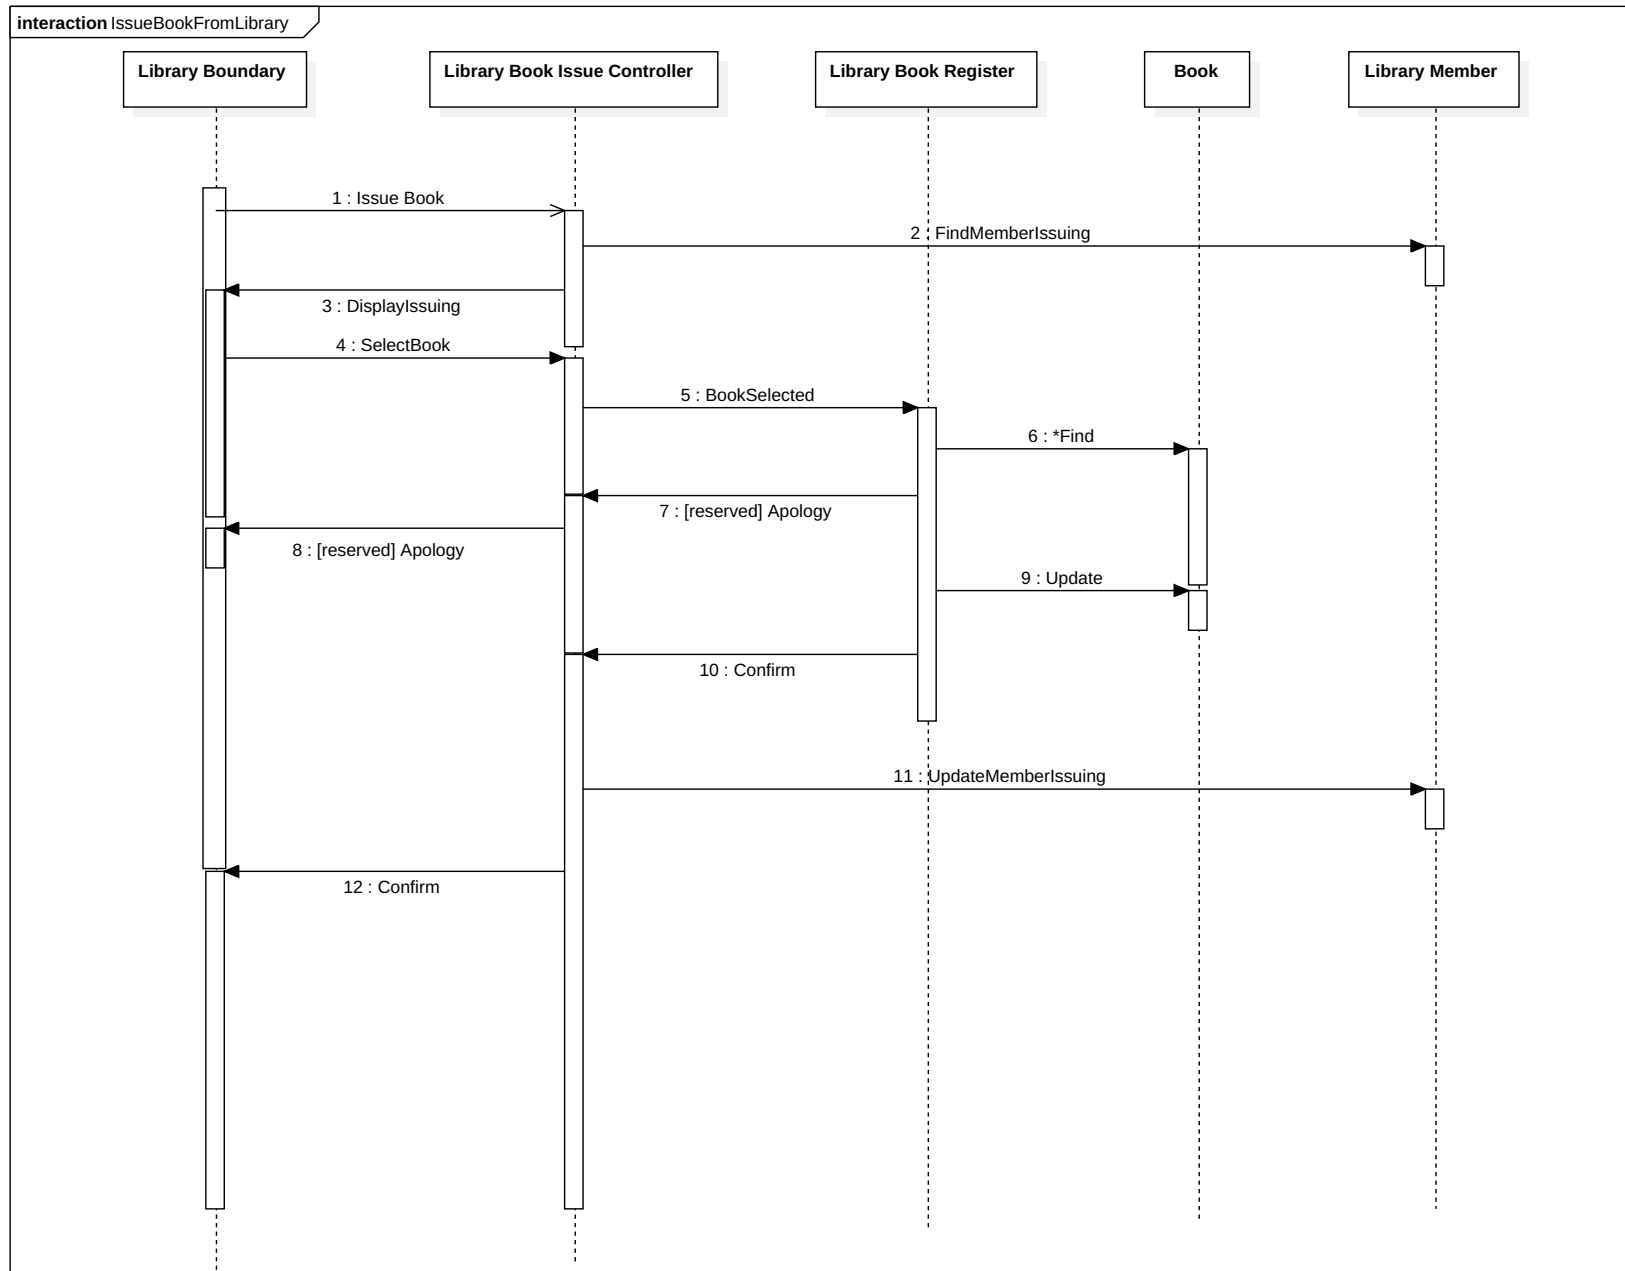 interaction IssueBookFromLibrary
Library Boundary
Library Book Issue Controller
Library Book Register
Book
Library Member
1 : Issue Book
2 : FindMemberIssuing
3 : DisplayIssuing
4 : SelectBook
5 : BookSelected
6 : *Find
7 : [reserved] Apology
8 : [reserved] Apology
9 : Update
10 : Confirm
11 : UpdateMemberIssuing
12 : Confirm